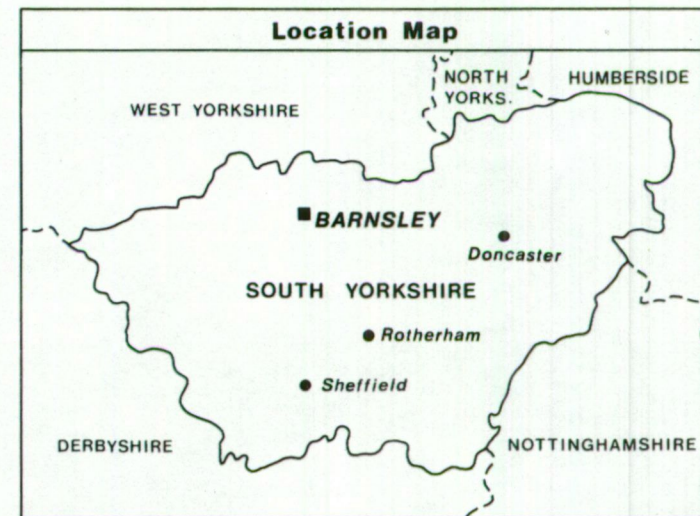 Location Map
NORTH
YORKS.
HUMBERSIDE
WEST YORKSHIRE
BARNSLEY
Doncaster
SOUTH YORKSHIRE
Rotherham
Sheffield
DERBYSHIRE
NOTTINGHAMSHIRE